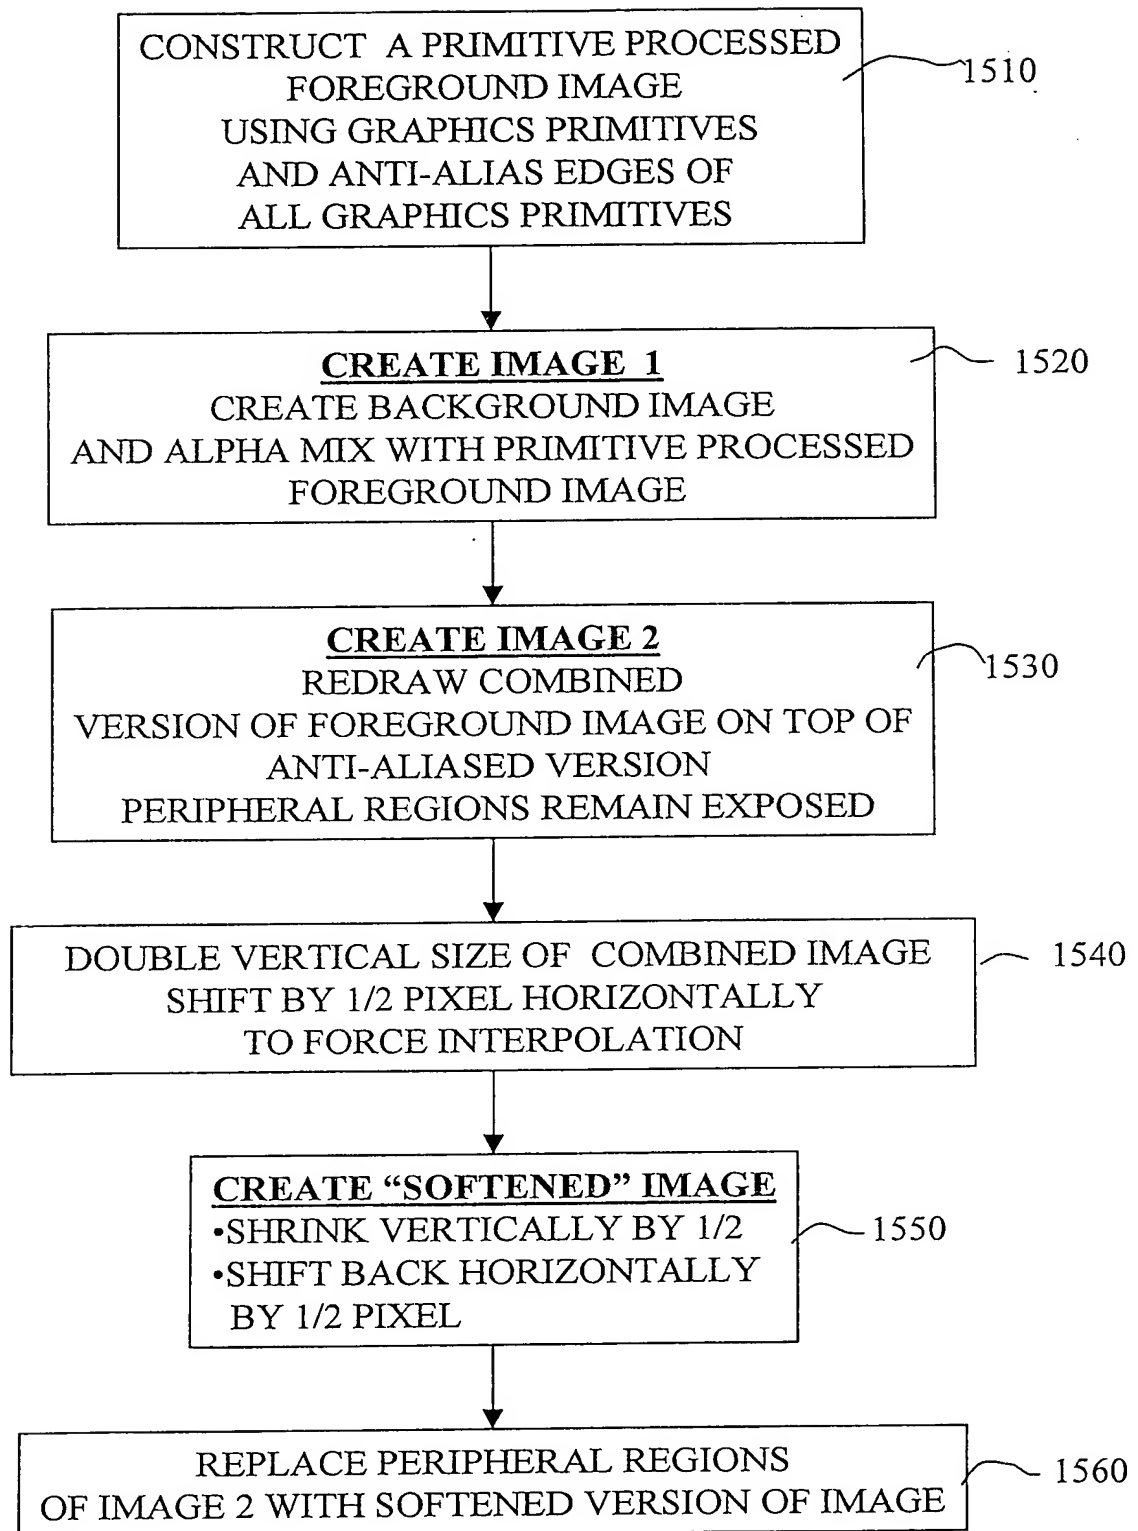 CONSTRUCT A PRIMITIVE PROCESSED
FOREGROUND IMAGE
USING GRAPHICS PRIMITIVES
AND ANTI-ALIAS EDGES OF
ALL GRAPHICS PRIMITIVES
1510
CREATE IMAGE 1
CREATE BACKGROUND IMAGE
AND ALPHA MIX WITH PRIMITIVE PROCESSED
FOREGROUND IMAGE
1520
CREATE IMAGE 2
REDRAW COMBINED
VERSION OF FOREGROUND IMAGE ON TOP OF
ANTI-ALIASED VERSION
PERIPHERAL REGIONS REMAIN EXPOSED
1530
DOUBLE VERTICAL SIZE OF COMBINED IMAGE
SHIFT BY 1/2 PIXEL HORIZONTALLY
TO FORCE INTERPOLATION
1540
CREATE “SOFTENED” IMAGE
•SHRINK VERTICALLY BY 1/2
•SHIFT BACK HORIZONTALLY
BY 1/2 PIXEL
1550
REPLACE PERIPHERAL REGIONS
OF IMAGE 2 WITH SOFTENED VERSION OF IMAGE
1560